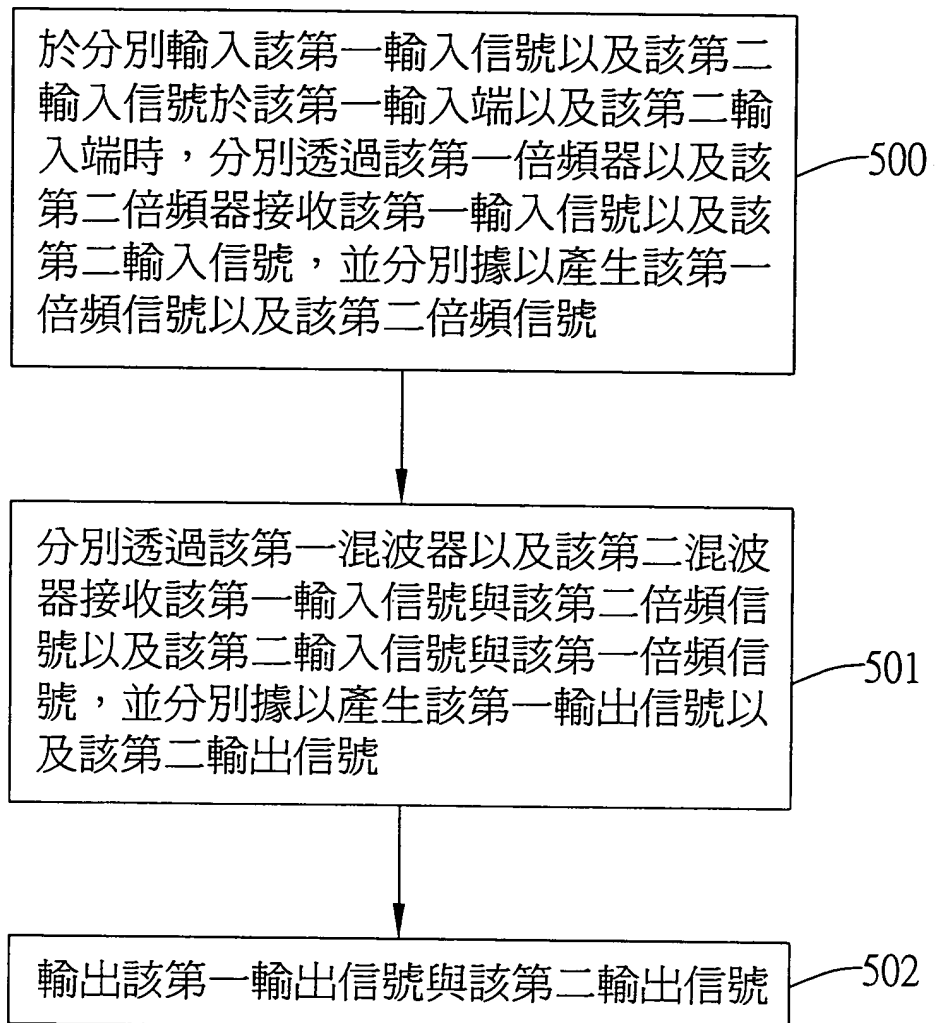 於分別輸入該第一輸入信號以及該第二
輸入信號於該第一輸入端以及該第二輸
入端時，分別透過該第一倍頻器以及該
第二倍頻器接收該第一輸入信號以及該
第二輸入信號，並分別據以產生該第一
倍頻信號以及該第二倍頻信號
500
分別透過該第一混波器以及該第二混波
器接收該第一輸入信號與該第二倍頻信
號以及該第二輸入信號與該第一倍頻信
號，並分別據以產生該第一輸出信號以
及該第二輸出信號
501
輸出該第一輸出信號與該第二輸出信號
502